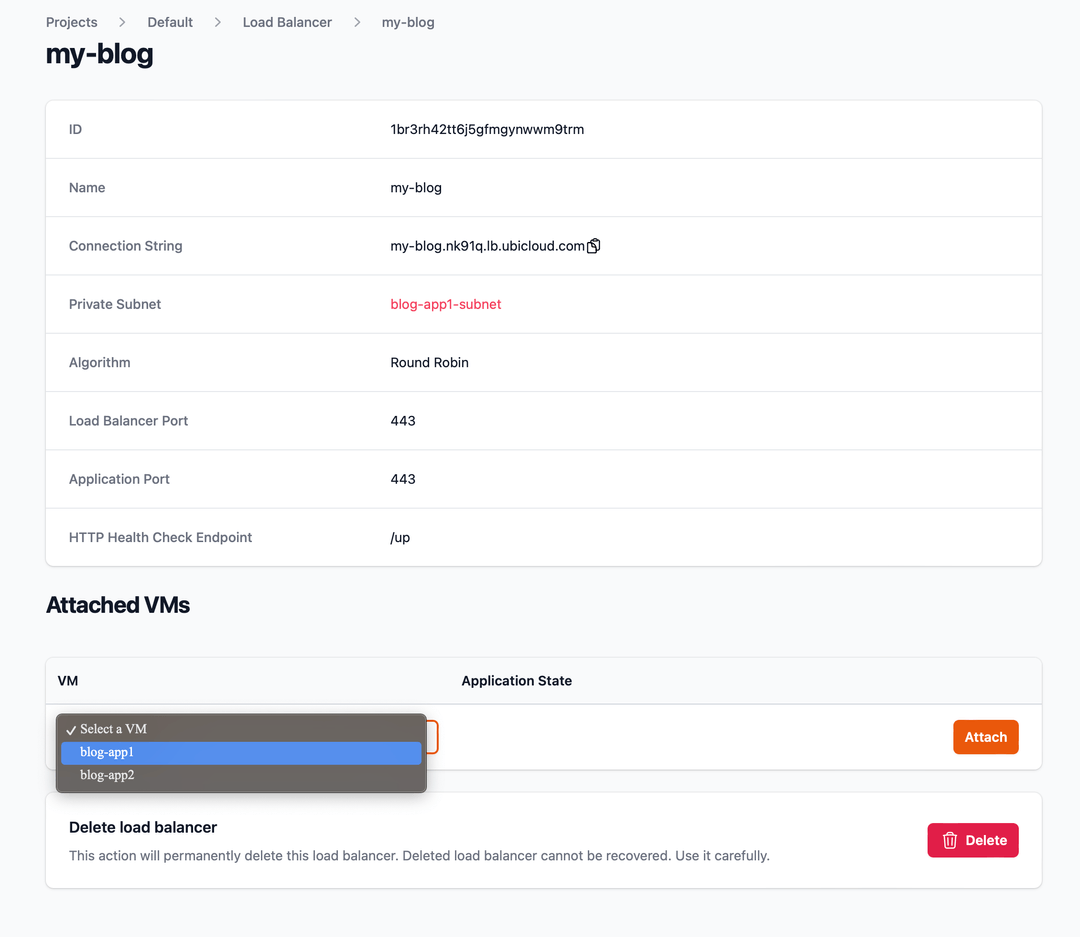 Projects > Default > Load Balancer > my-blog
my-blog
ID 1br3rh42tt6j5gfmgynwwm9trm
Name my-blog
Connection String my-blog.nk91q.lb.ubicloud.com
Private Subnet blog-app1-subnet
Algorithm Round Robin
Load Balancer Port 443
Application Port 443
HTTP Health Check Endpoint /up
Attached VMs
VM Application State
✓ Select a VM
Attach
blog-app1
blog-app2
Delete load balancer
Delete
This action will permanently delete this load balancer. Deleted load balancer cannot be recovered. Use it carefully.